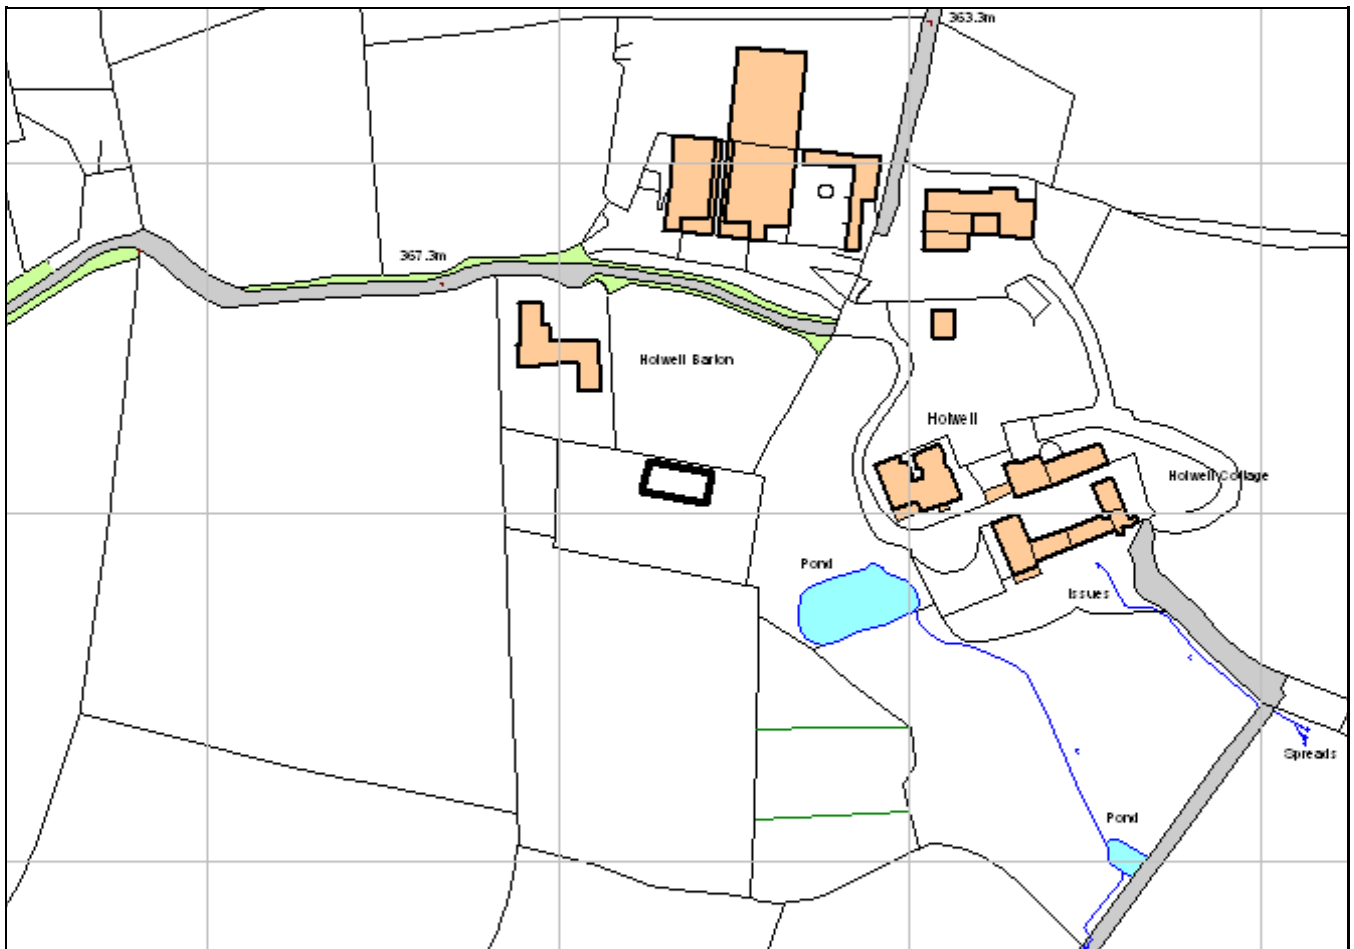 363.3m
367.3m
Holwell Barton
Holwell
Holwell Cottage
Pond
Issues
Spreads
Pond